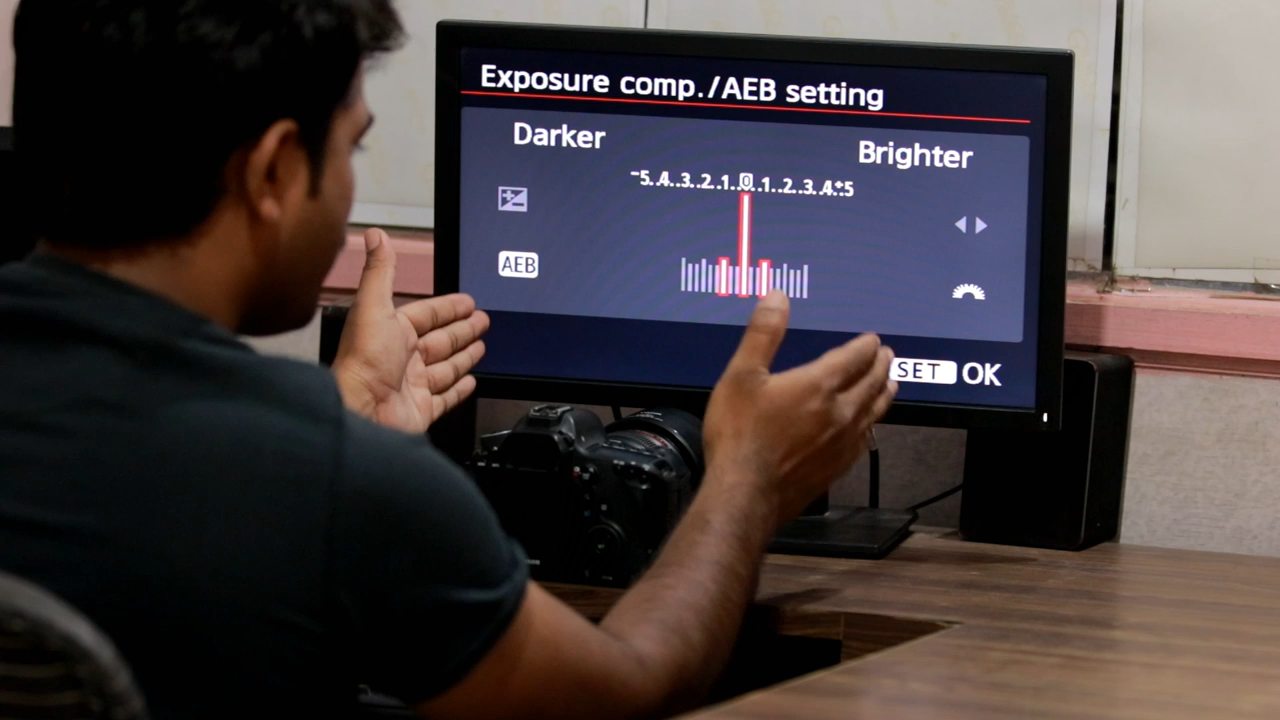 Exposure comp./AEB setting
Darker
Brighter
-5..4..3..2.1..0..1..2..3..4.+5
AEB
SET OK